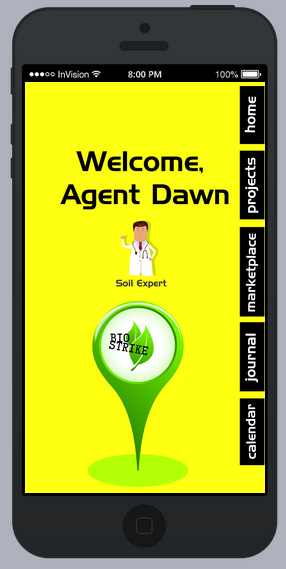 InVision 8:00 PM 100%
home
projects
marketplace
journal
calendar
Welcome,
Agent Dawn
Soil Expert
BIO
STRIKE